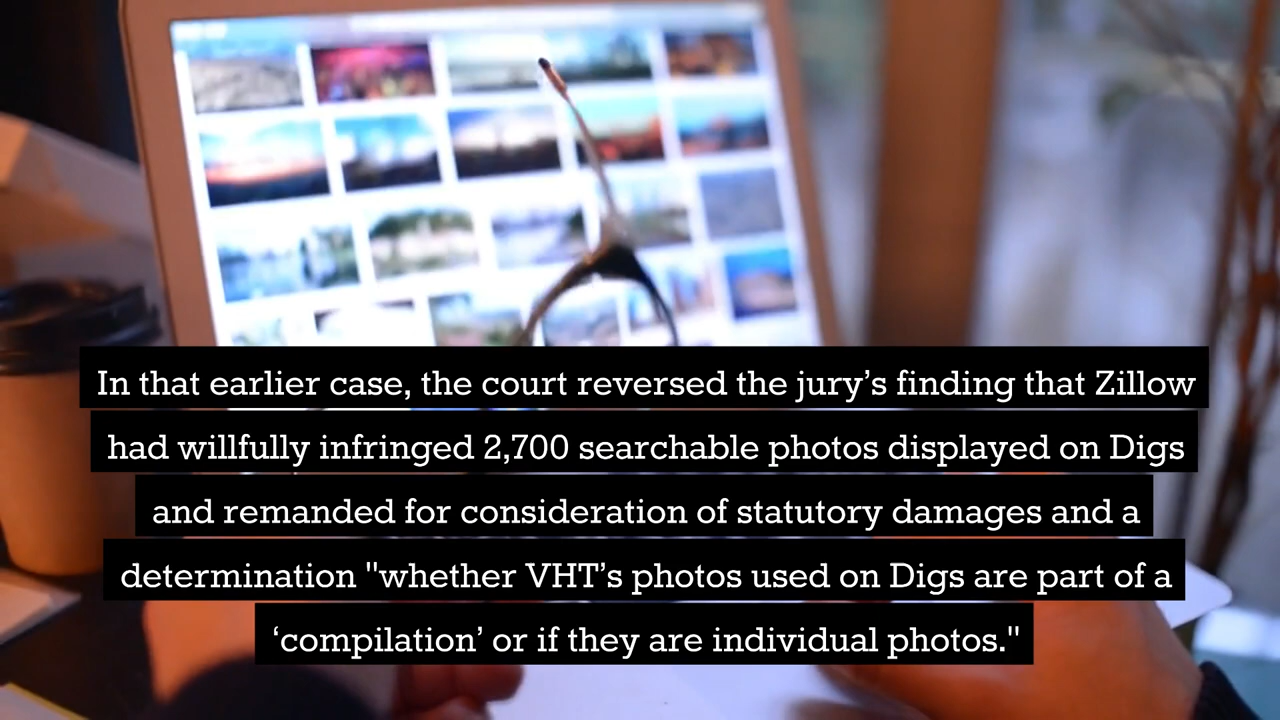 In that earlier case, the court reversed the jury’s finding that Zillow
had willfully infringed 2,700 searchable photos displayed on Digs
and remanded for consideration of statutory damages and a
determination "whether VHT’s photos used on Digs are part of a
‘compilation’ or if they are individual photos."